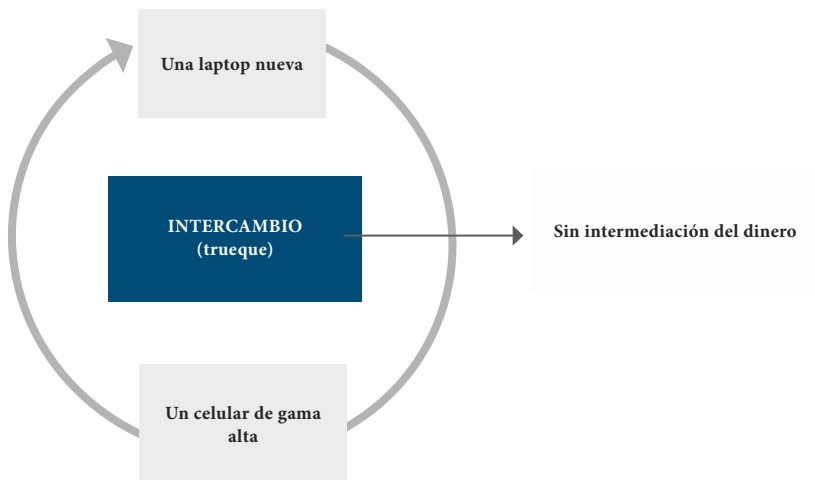 Una laptop nueva
INTERCAMBIO
(trueque)
Sin intermediación del dinero
Un celular de gama
alta